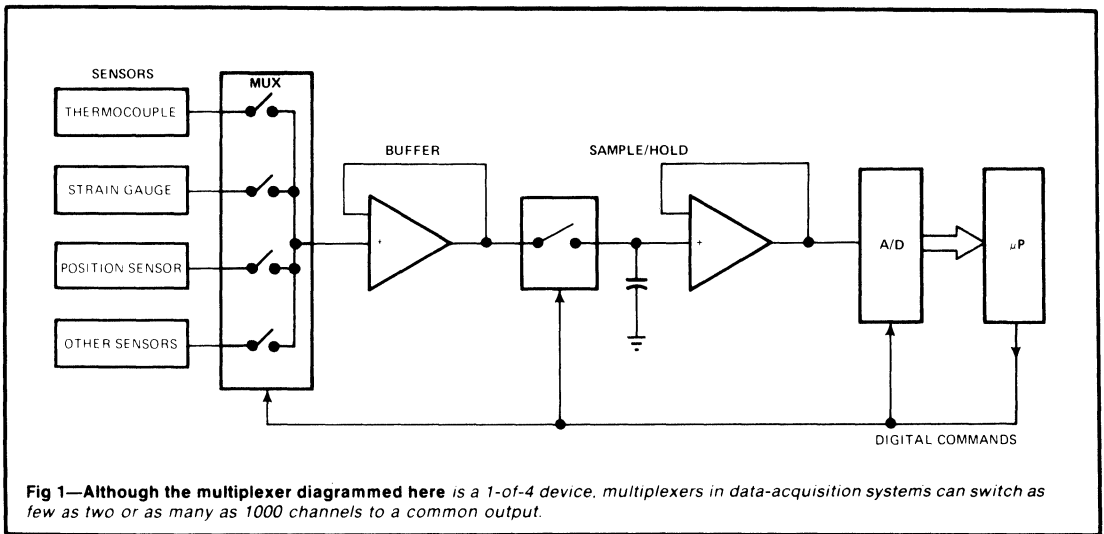 SENSORS
MUX
THERMOCOUPLE
STRAIN GAUGE
POSITION SENSOR
OTHER SENSORS
BUFFER
+
SAMPLE/HOLD
+
A/D
µP
DIGITAL COMMANDS
Fig 1—Although the multiplexer diagrammed here is a 1-of-4 device, multiplexers in data-acquisition systems can switch as
few as two or as many as 1000 channels to a common output.